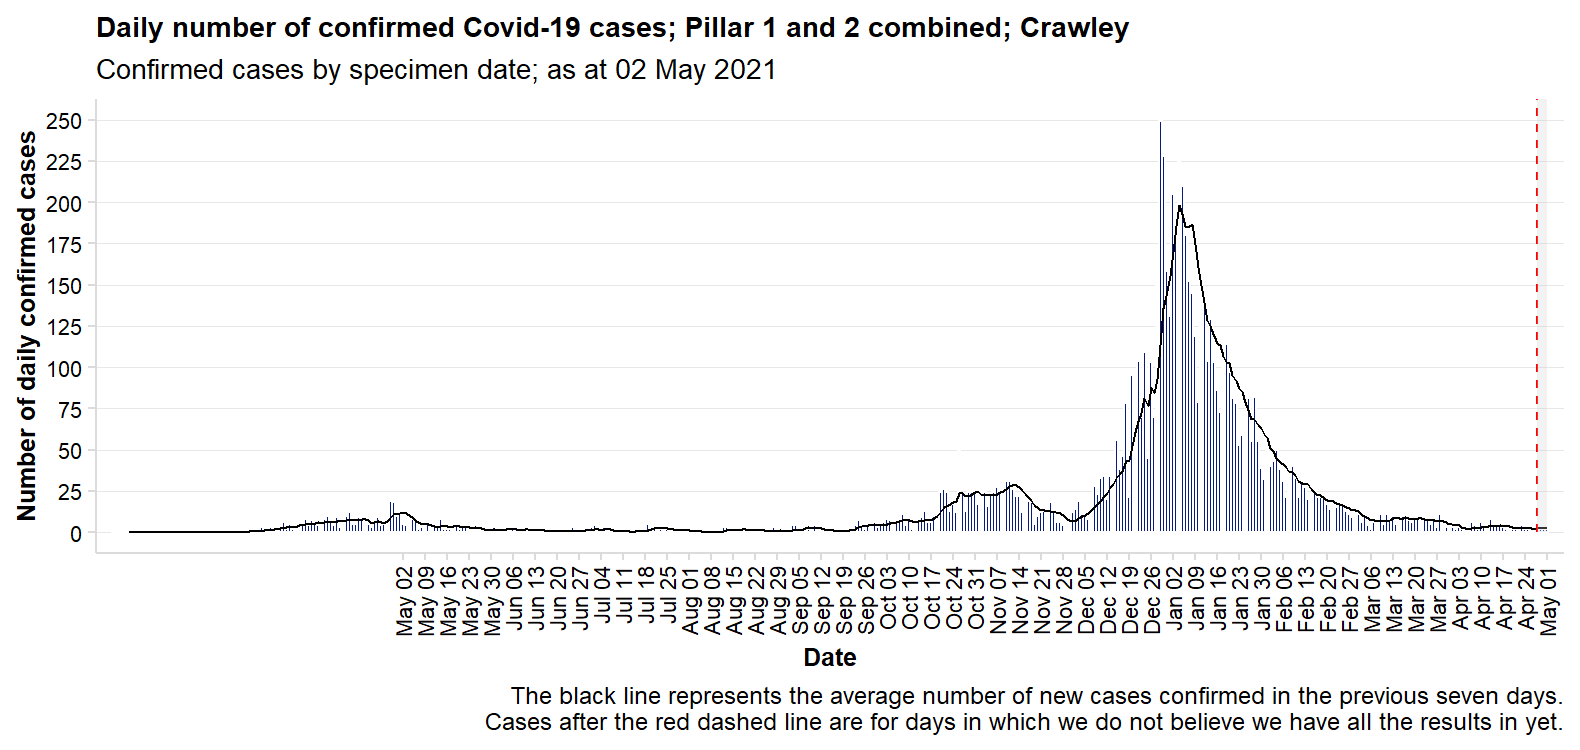 Daily number of confirmed Covid-19 cases; Pillar 1 and 2 combined; Crawley
Confirmed cases by specimen date; as at 02 May 2021
Number of daily confirmed cases
250
225
200
175
150
125
100
75
50
25
0
May 02
May 09
May 16
May 23
May 30
Jun 06
Jun 13
Jun 20
Jun 27
Jul 04
Jul 11
Jul 18
Jul 25
Aug 01
Aug 08
Aug 15
Aug 22
Aug 29
Sep 05
Sep 12
Sep 19
Sep 26
Oct 03
Oct 10
Oct 17
Oct 24
Oct 31
Nov 07
Nov 14
Nov 21
Nov 28
Dec 05
Dec 12
Dec 19
Dec 26
Jan 02
Jan 09
Jan 16
Jan 23
Jan 30
Feb 06
Feb 13
Feb 20
Feb 27
Mar 06
Mar 13
Mar 20
Mar 27
Apr 03
Apr 10
Apr 17
Apr 24
May 01
Date
The black line represents the average number of new cases confirmed in the previous seven days.
Cases after the red dashed line are for days in which we do not believe we have all the results in yet.